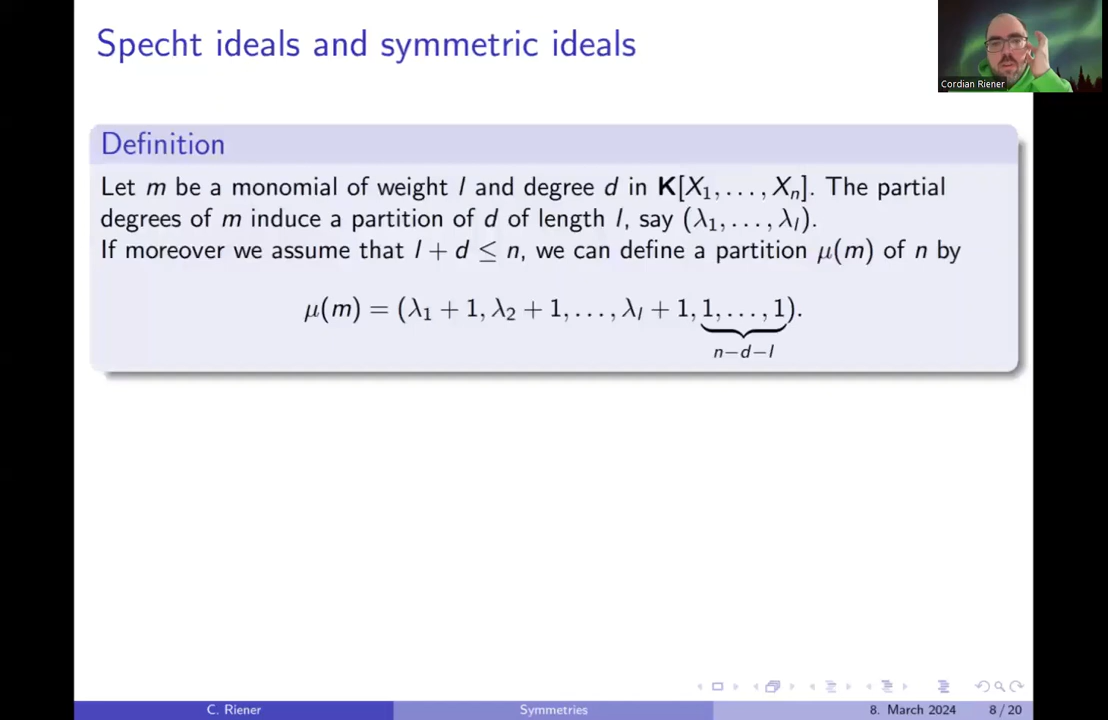 Specht ideals and symmetric ideals
Cordian Riener
Definition
Let m be a monomial of weight l and degree d in K[X₁, . . . , Xₙ]. The partial
degrees of m induce a partition of d of length l, say (λ₁, . . . , λₗ).
If moreover we assume that l + d ≤ n, we can define a partition μ(m) of n by
μ(m) = (λ₁ + 1, λ₂ + 1, . . . , λₗ + 1, 1, . . . , 1).
n−d−l
C. Riener Symmetries 8. March 2024 8 / 20